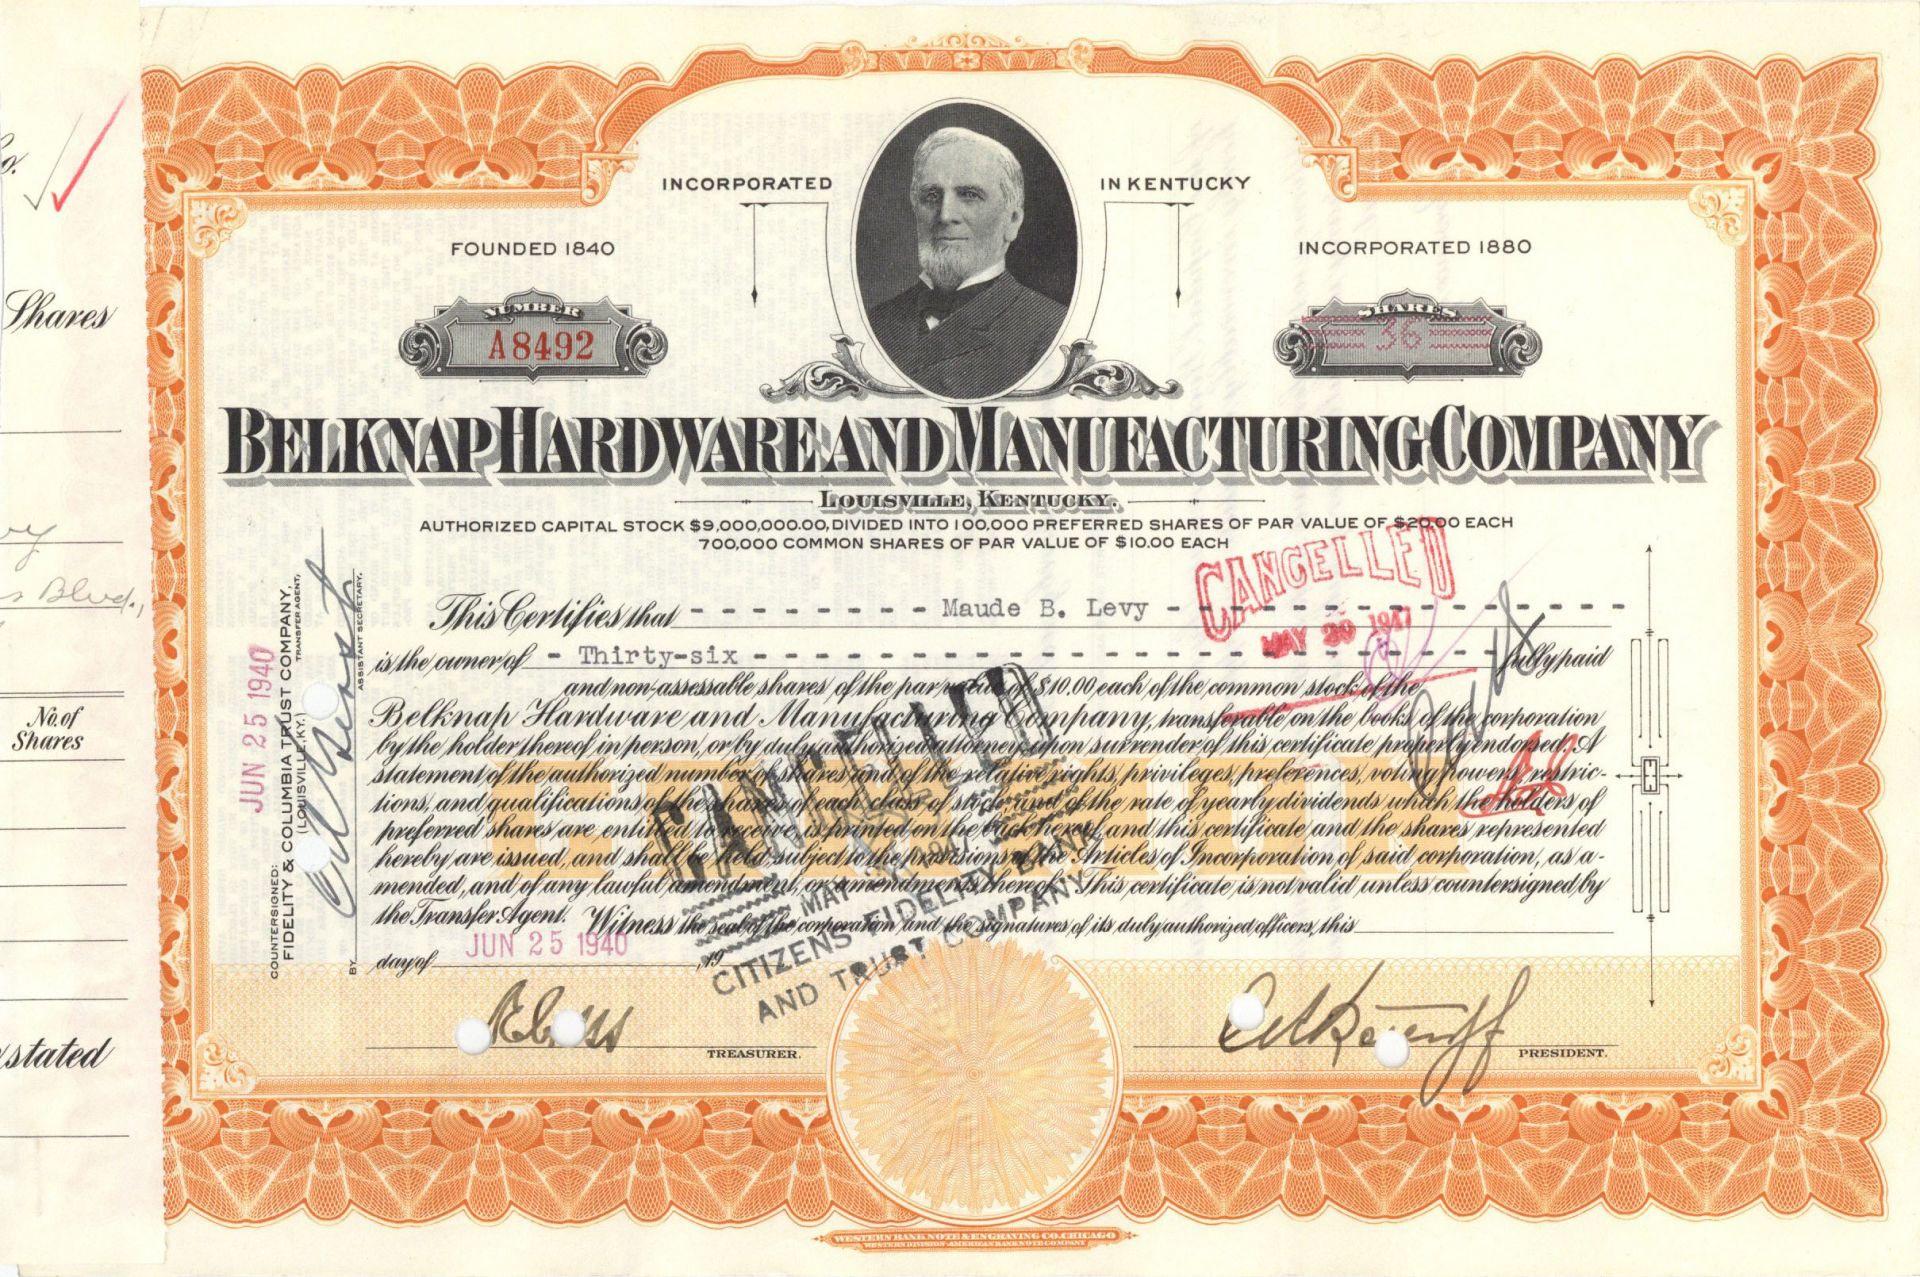 INCORPORATED IN KENTUCKY
FOUNDED 1840
INCORPORATED 1880
NUMBER
A8492
SHARES
36
BELKNAP HARDWARE AND MANUFACTURING COMPANY
LOUISVILLE, KENTUCKY.
AUTHORIZED CAPITAL STOCK $9,000,000.00, DIVIDED INTO 100,000 PREFERRED SHARES OF PAR VALUE OF $20.00 EACH
700,000 COMMON SHARES OF PAR VALUE OF $10.00 EACH
CANCELLED
MAY 30 1947
This Certifies that - - - - - - - - - Maude B. Levy - - - - - - - - - - - - - - - - -
is the owner of - Thirty-six - - - - - - - - - - - - - - - - - - - - - - - - - - - fully paid
and non-assessable shares of the par value of $10.00 each of the common stock of the
Belknap Hardware and Manufacturing Company, transferable on the books of the corporation
by the holder thereof in person, or by duly authorized attorney upon surrender of this certificate properly endorsed. A
statement of the authorized number of shares and of the relative rights, privileges, preferences, voting powers, restric-
tions, and qualifications of the shares of each class of stock, and of the rate of yearly dividends which the holders of
preferred shares are entitled to receive, is printed on the back hereof, and this certificate and the shares represented
hereby are issued, and shall be held, subject to the provisions of the Articles of Incorporation of said corporation, as a-
mended, and of any lawful amendment, or amendments thereof. This certificate is not valid unless countersigned by
the Transfer Agent. Witness the seal of the corporation and the signatures of its duly authorized officers, this
day of JUN 25 1940 , 19
CANCELLED
MAY
CITIZENS FIDELITY BANK
AND TRUST COMPANY
TREASURER.
PRESIDENT.
JUN 25 1940
COUNTERSIGNED:
FIDELITY & COLUMBIA TRUST COMPANY,
(LOUISVILLE, KY.) TRANSFER AGENT,
BY
ASSISTANT SECRETARY.
WESTERN BANK NOTE & ENGRAVING CO. CHICAGO
WESTERN DIVISION-AMERICAN BANK NOTE COMPANY
Shares
Blvd.,
No. of
Shares
stated